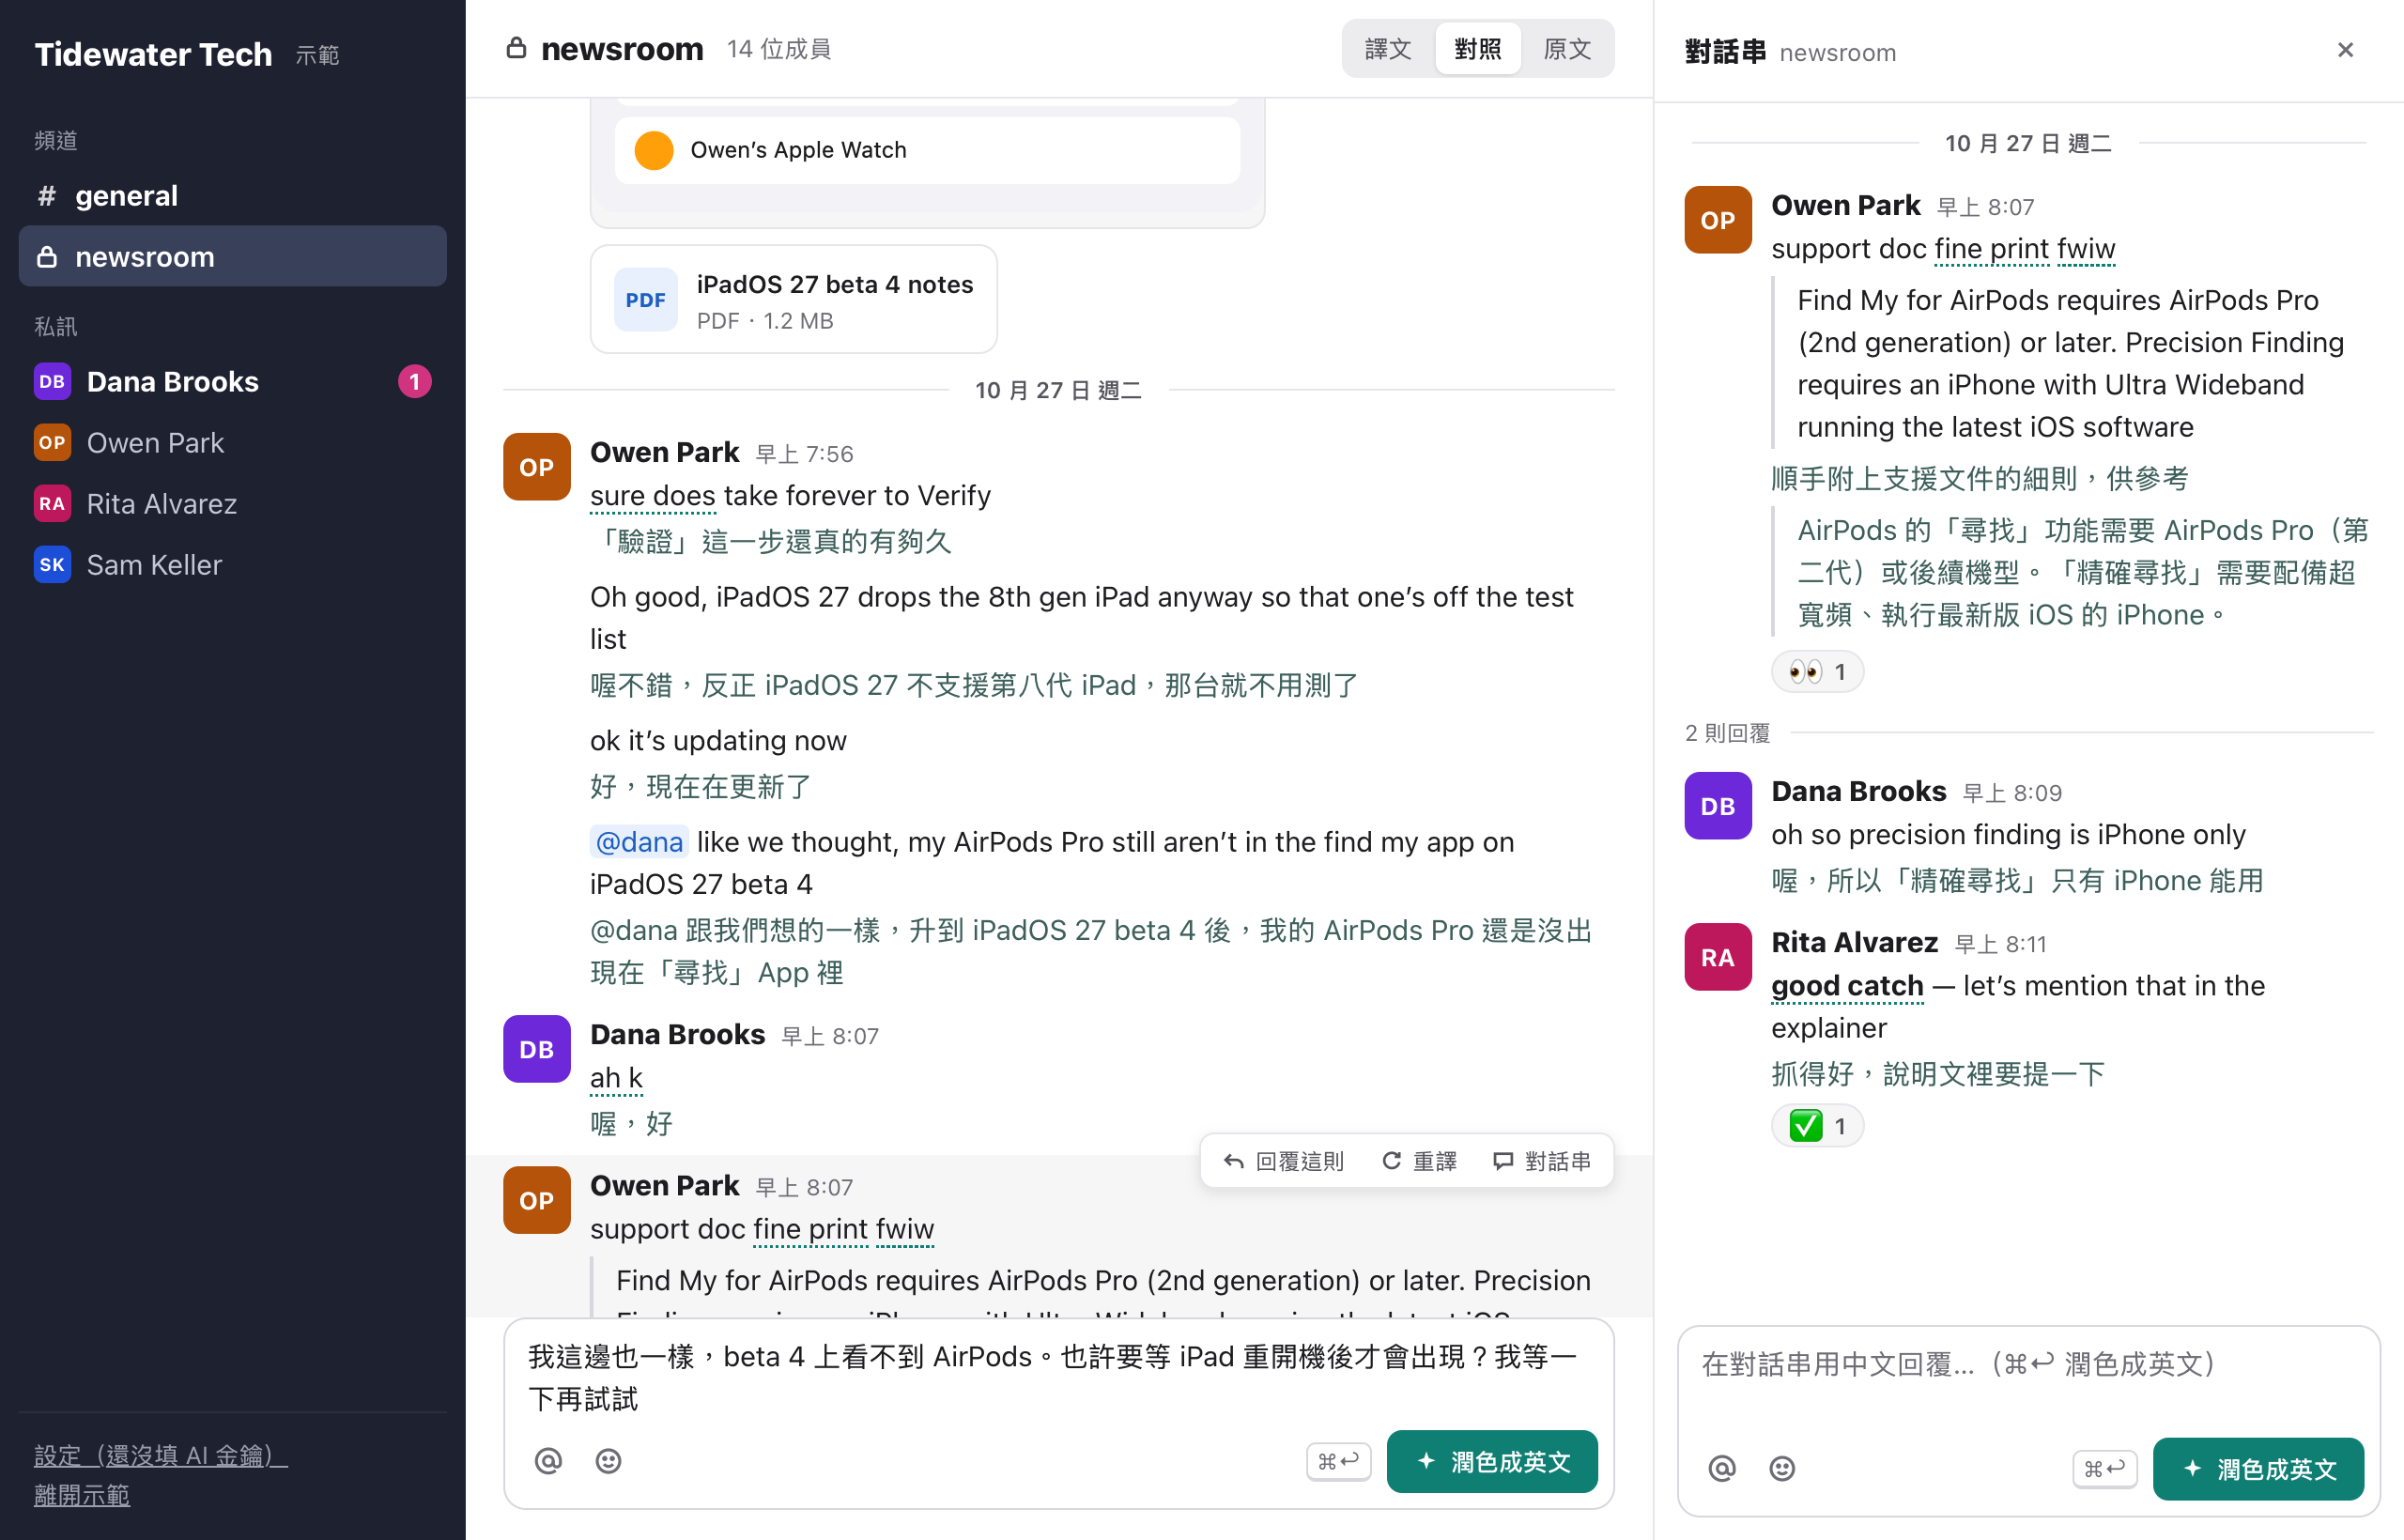 Tidewater Tech 示範
頻道
# general
newsroom
私訊
DB Dana Brooks 1
OP Owen Park
RA Rita Alvarez
SK Sam Keller
設定（還沒填 AI 金鑰）
離開示範
newsroom 14 位成員
譯文 對照 原文
Owen’s Apple Watch
PDF
iPadOS 27 beta 4 notes
PDF · 1.2 MB
10 月 27 日 週二
OP
Owen Park 早上 7:56
sure does take forever to Verify
「驗證」這一步還真的有夠久
Oh good, iPadOS 27 drops the 8th gen iPad anyway so that one’s off the test
list
喔不錯，反正 iPadOS 27 不支援第八代 iPad，那台就不用測了
ok it’s updating now
好，現在在更新了
@dana like we thought, my AirPods Pro still aren’t in the find my app on
iPadOS 27 beta 4
@dana 跟我們想的一樣，升到 iPadOS 27 beta 4 後，我的 AirPods Pro 還是沒出
現在「尋找」App 裡
DB
Dana Brooks 早上 8:07
ah k
喔，好
回覆這則 重譯 對話串
OP
Owen Park 早上 8:07
support doc fine print fwiw
Find My for AirPods requires AirPods Pro (2nd generation) or later. Precision
我這邊也一樣，beta 4 上看不到 AirPods。也許要等 iPad 重開機後才會出現？我等一
下再試試
⌘↩ 潤色成英文
對話串 newsroom ×
10 月 27 日 週二
OP
Owen Park 早上 8:07
support doc fine print fwiw
Find My for AirPods requires AirPods Pro
(2nd generation) or later. Precision Finding
requires an iPhone with Ultra Wideband
running the latest iOS software
順手附上支援文件的細則，供參考
AirPods 的「尋找」功能需要 AirPods Pro（第
二代）或後續機型。「精確尋找」需要配備超
寬頻、執行最新版 iOS 的 iPhone。
👀 1
2 則回覆
DB
Dana Brooks 早上 8:09
oh so precision finding is iPhone only
喔，所以「精確尋找」只有 iPhone 能用
RA
Rita Alvarez 早上 8:11
good catch — let’s mention that in the
explainer
抓得好，說明文裡要提一下
✅ 1
在對話串用中文回覆…（⌘↩ 潤色成英文）
⌘↩ 潤色成英文